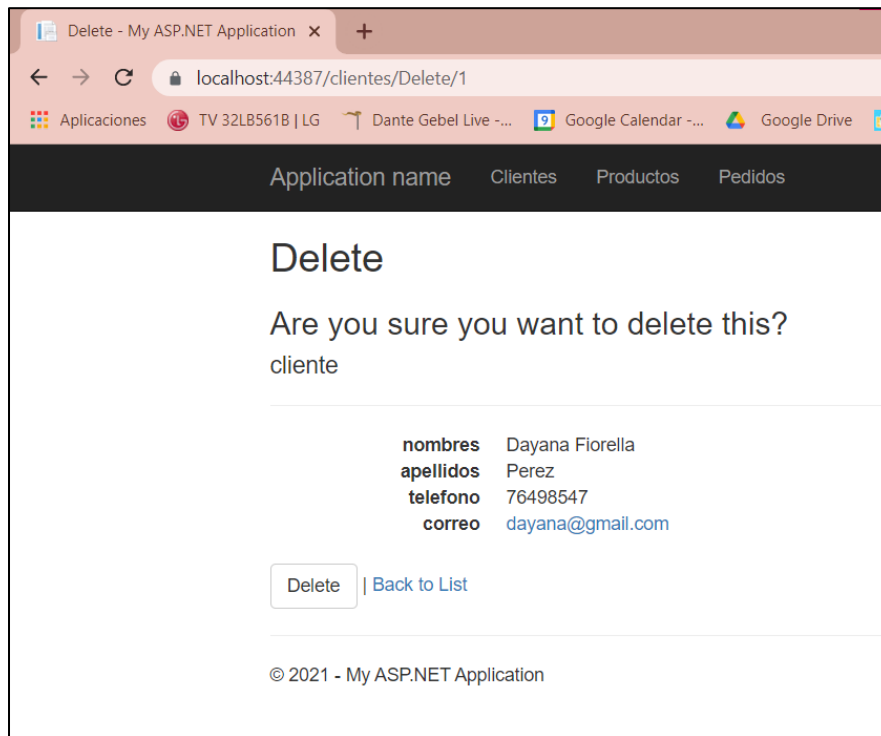 Delete - My ASP.NET Application
localhost:44387/clientes/Delete/1
Aplicaciones TV 32LB561B | LG Dante Gebel Live -... 9 Google Calendar -... Google Drive
Application name Clientes Productos Pedidos
Delete
Are you sure you want to delete this?
cliente
nombres Dayana Fiorella
apellidos Perez
telefono 76498547
correo dayana@gmail.com
Delete | Back to List
© 2021 - My ASP.NET Application